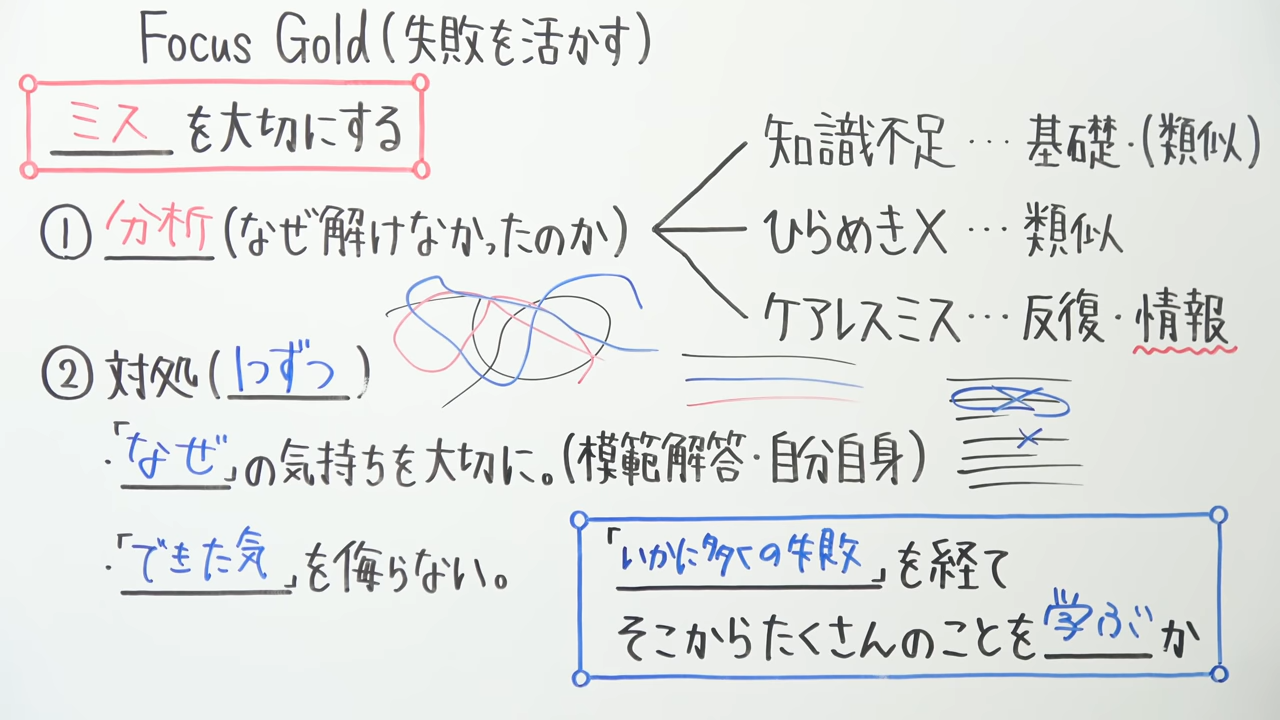 Focus Gold(失敗を活かす)
ミス を大切にする
① 分析(なぜ解けなかったのか)
知識不足 … 基礎・(類似)
ひらめき× … 類似
ケアレスミス … 反復・情報
② 対処(1つずつ)
・「なぜ」の気持ちを大切に。(模範解答・自分自身)
・「できた気」を侮らない。
「いかに多くの失敗」を経て
そこからたくさんのことを学ぶか